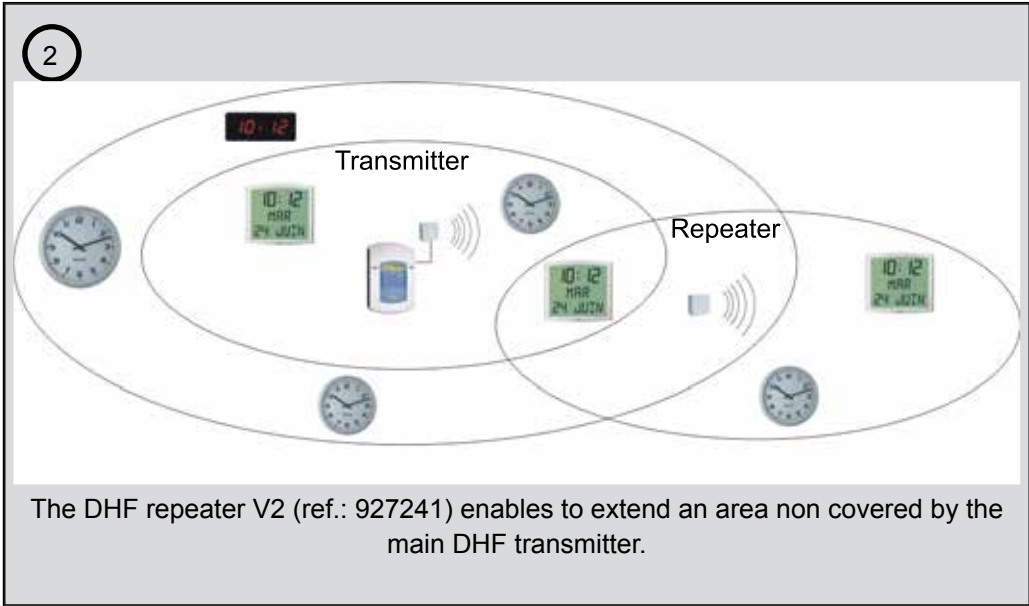 2
10:12
Transmitter
10:12
MAR
24 JUIN
Repeater
10:12
MAR
24 JUIN
10:12
MAR
24 JUIN
The DHF repeater V2 (ref.: 927241) enables to extend an area non covered by the
main DHF transmitter.